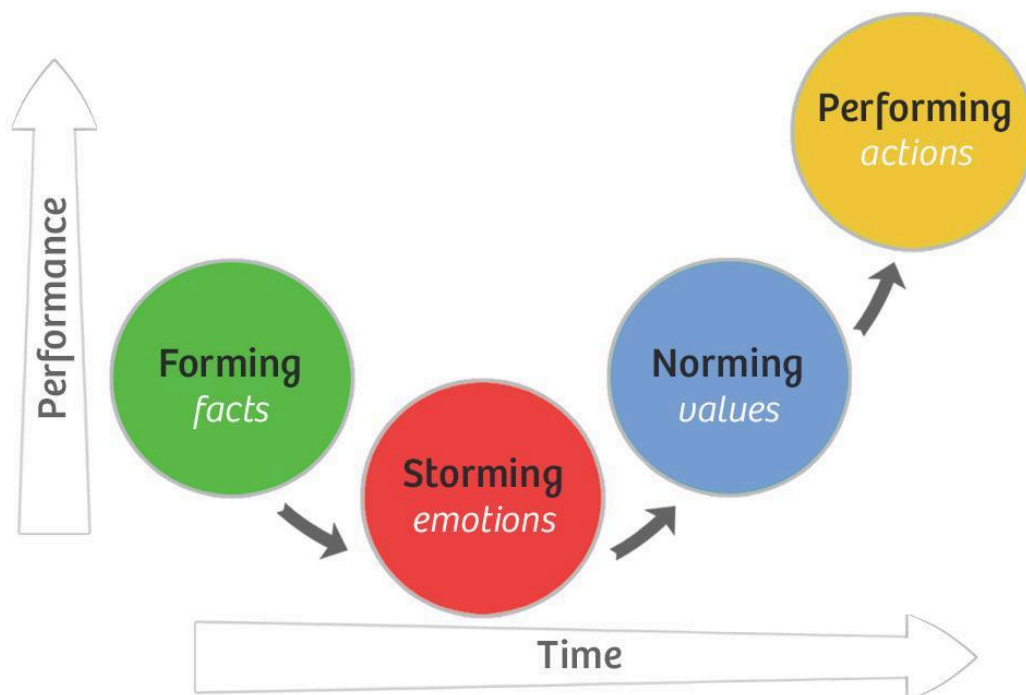 Performing
actions
Performance
Forming
facts
Norming
values
Storming
emotions
Time